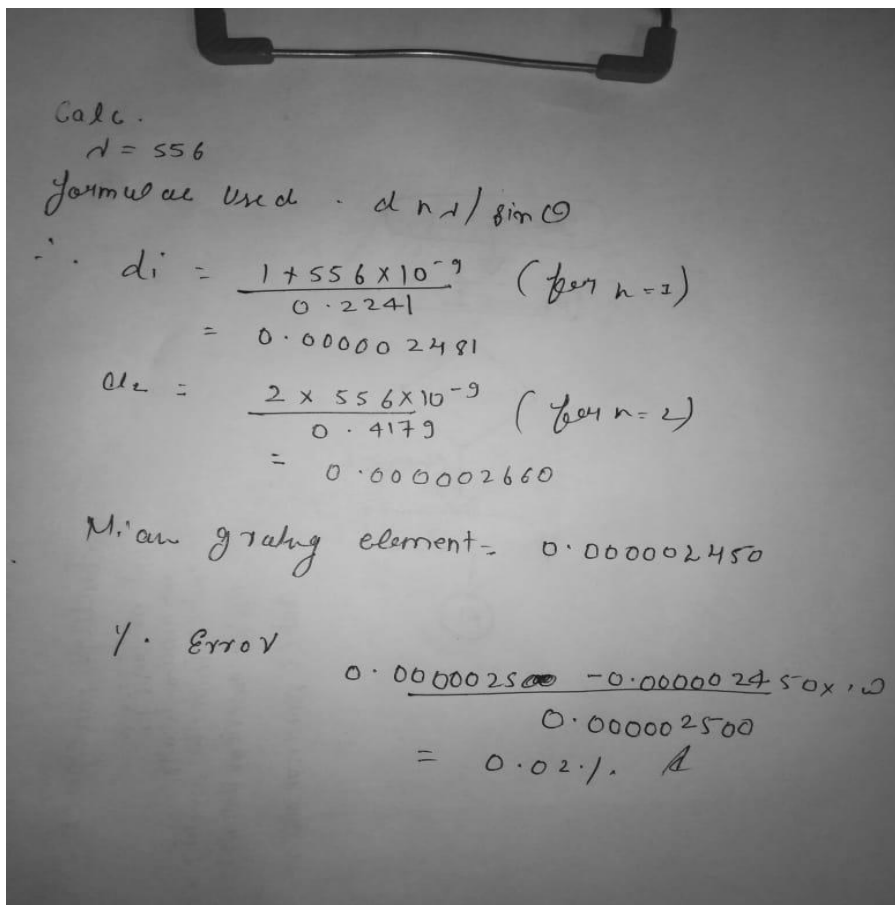 Calc.
λ = 556
formulae Used . d nλ / sin θ
∴ d1 = 1 + 556 × 10⁻⁹ / 0.2241 (for n = 1)
= 0.000002481
d2 = 2 × 556 × 10⁻⁹ / 0.4179 (for n = 2)
= 0.000002660
Mian grating element = 0.000002450
%. Error
0.000002500 - 0.000002450 × 100
0.000002500
= 0.02 %.